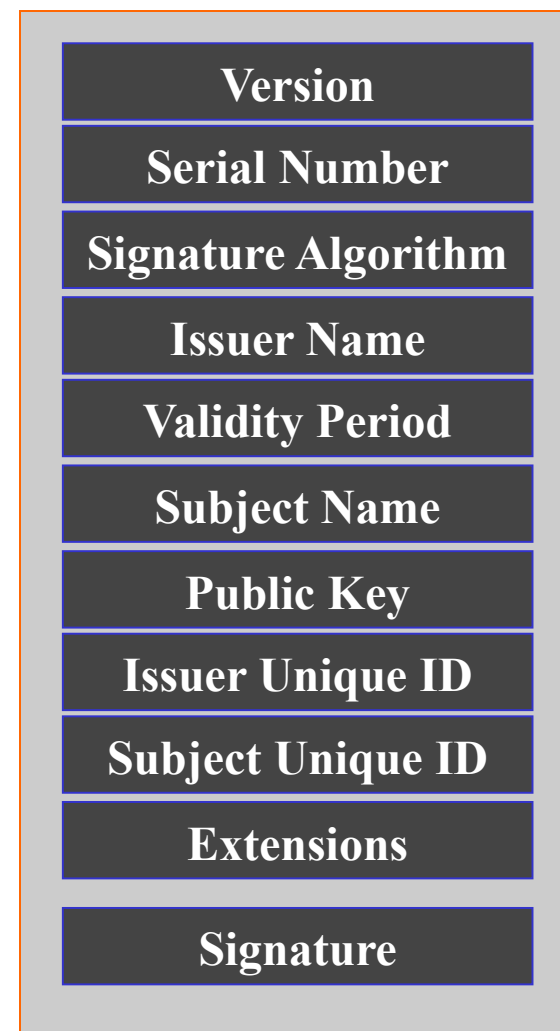 Version
Serial Number
Signature Algorithm
Issuer Name
Validity Period
Subject Name
Public Key
Issuer Unique ID
Subject Unique ID
Extensions
Signature